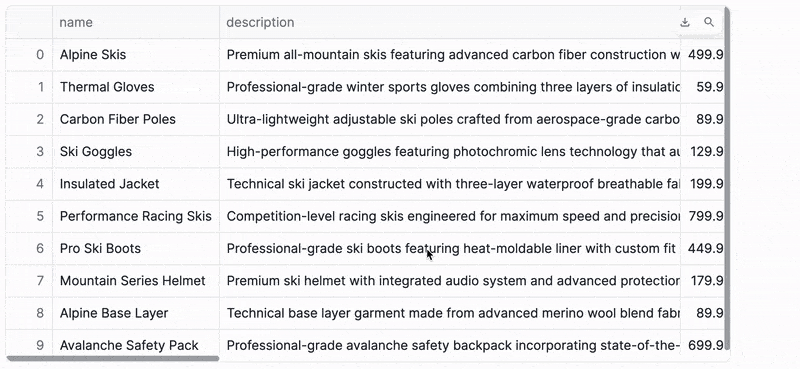 name description
0 Alpine Skis Premium all-mountain skis featuring advanced carbon fiber construction w 499.9
1 Thermal Gloves Professional-grade winter sports gloves combining three layers of insulatio 59.9
2 Carbon Fiber Poles Ultra-lightweight adjustable ski poles crafted from aerospace-grade carbo 89.9
3 Ski Goggles High-performance goggles featuring photochromic lens technology that au 129.9
4 Insulated Jacket Technical ski jacket constructed with three-layer waterproof breathable fa 199.9
5 Performance Racing Skis Competition-level racing skis engineered for maximum speed and precision 799.9
6 Pro Ski Boots Professional-grade ski boots featuring heat-moldable liner with custom fit 449.9
7 Mountain Series Helmet Premium ski helmet with integrated audio system and advanced protection 179.9
8 Alpine Base Layer Technical base layer garment made from advanced merino wool blend fabr 89.9
9 Avalanche Safety Pack Professional-grade avalanche safety backpack incorporating state-of-the- 699.9